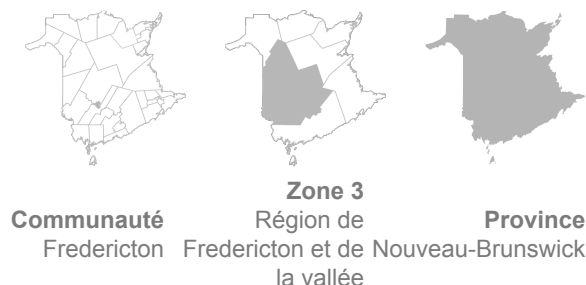 Communauté
Fredericton
Zone 3
Région de
Fredericton et de
la vallée
Province
Nouveau-Brunswick